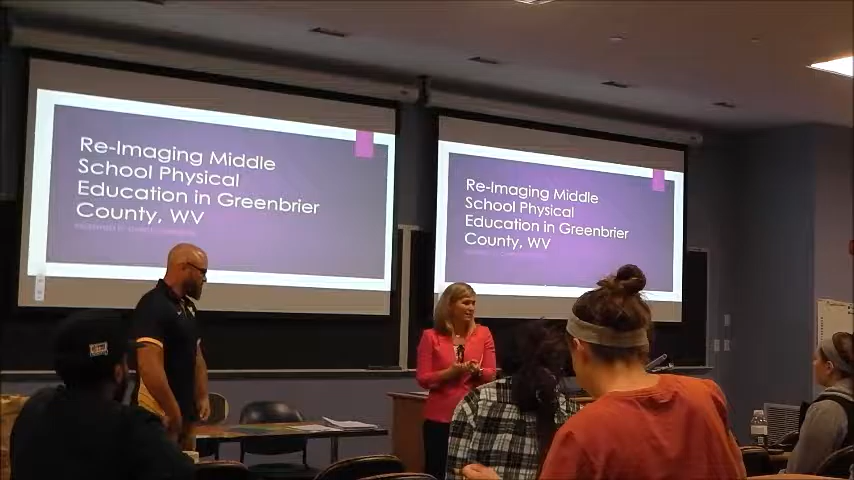 Re-Imaging Middle
School Physical
Education in Greenbrier
County, WV
Re-Imaging Middle
School Physical
Education in Greenbrier
County, WV